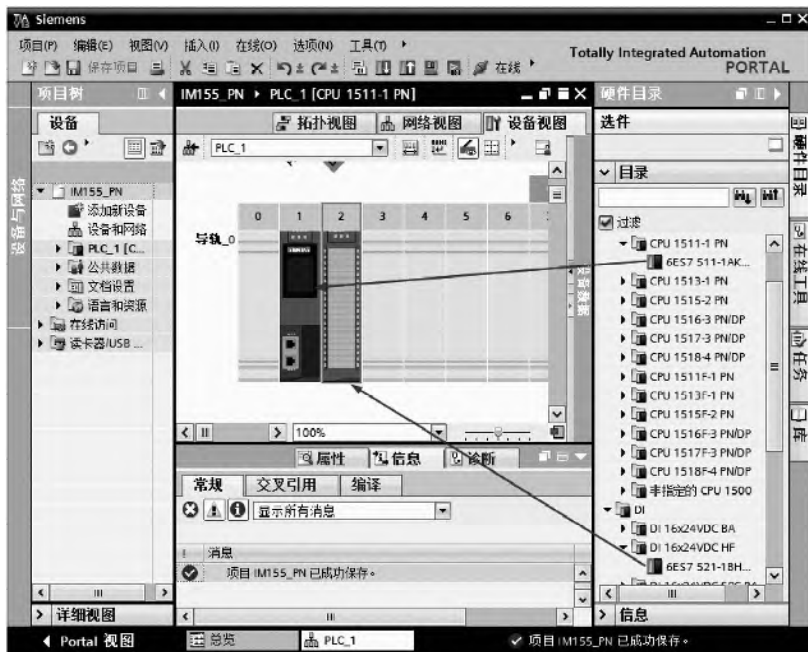 Siemens
项目(P) 编辑(E) 视图(V) 插入(I) 在线(O) 选项(N) 工具(T)
Totally Integrated Automation
PORTAL
保存项目
在线
项目树
IM155_PN ▸ PLC_1 [CPU 1511-1 PN]
硬件目录
设备
拓扑视图
网络视图
设备视图
选件
PLC_1
目录
过滤
IM155_PN
添加新设备
设备和网络
PLC_1 [C...
公共数据
文档设置
语言和资源
在线访问
读卡器/USB ...
设备与网络
0 1 2 3 4 5 6
导轨_0
SIEMENS
设备数据
CPU 1511-1 PN
6ES7 511-1AK...
CPU 1513-1 PN
CPU 1515-2 PN
CPU 1516-3 PN/DP
CPU 1517-3 PN/DP
CPU 1518-4 PN/DP
CPU 1511F-1 PN
CPU 1513F-1 PN
CPU 1515F-2 PN
CPU 1516F-3 PN/DP
CPU 1517F-3 PN/DP
CPU 1518F-4 PN/DP
非指定的 CPU 1500
DI
DI 16x24VDC BA
DI 16x24VDC HF
6ES7 521-1BH...
硬件目录
在线工具
任务
库
100%
属性
信息
诊断
常规
交叉引用
编译
显示所有消息
!
消息
项目 IM155_PN 已成功保存。
详细视图
信息
Portal 视图
总览
PLC_1
项目 IM155_PN 已成功保存。